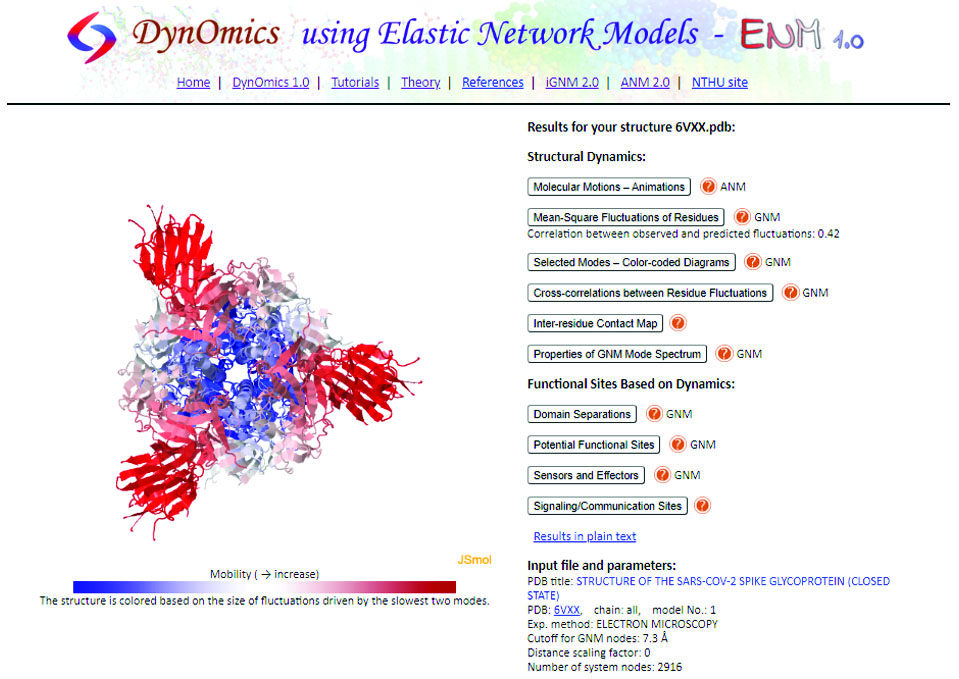 DynOmics using Elastic Network Models - ENM 1.0
Home | DynOmics 1.0 | Tutorials | Theory | References | iGNM 2.0 | ANM 2.0 | NTHU site
Results for your structure 6VXX.pdb:
Structural Dynamics:
Molecular Motions – Animations ? ANM
Mean-Square Fluctuations of Residues ? GNM
Correlation between observed and predicted fluctuations: 0.42
Selected Modes – Color-coded Diagrams ? GNM
Cross-correlations between Residue Fluctuations ? GNM
Inter-residue Contact Map ?
Properties of GNM Mode Spectrum ? GNM
Functional Sites Based on Dynamics:
Domain Separations ? GNM
Potential Functional Sites ? GNM
Sensors and Effectors ? GNM
Signaling/Communication Sites ?
Results in plain text
Input file and parameters:
PDB title: STRUCTURE OF THE SARS-COV-2 SPIKE GLYCOPROTEIN (CLOSED
STATE)
PDB: 6VXX, chain: all, model No.: 1
Exp. method: ELECTRON MICROSCOPY
Cutoff for GNM nodes: 7.3 Å
Distance scaling factor: 0
Number of system nodes: 2916
JSmol
Mobility ( → increase)
The structure is colored based on the size of fluctuations driven by the slowest two modes.